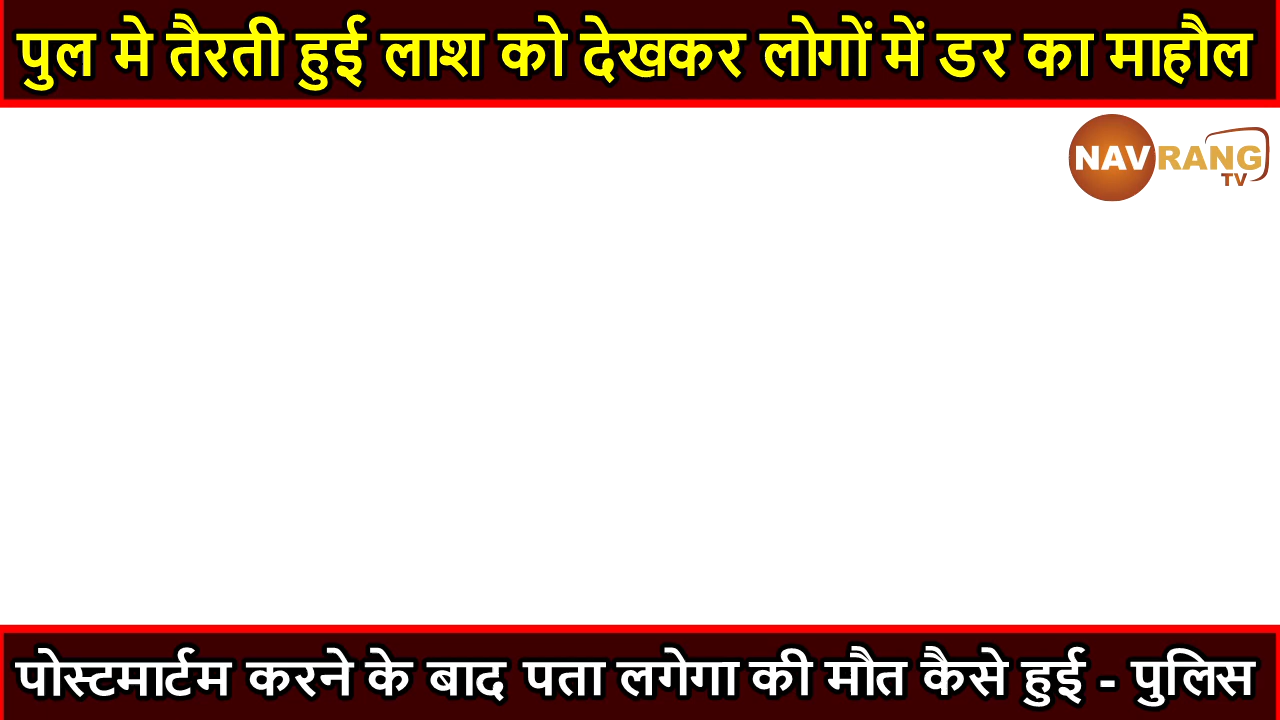 पुल मे तैरती हुई लाश को देखकर लोगों में डर का माहौल
NAVRANG
TV
पोस्टमार्टम करने के बाद पता लगेगा की मौत कैसे हुई - पुलिस